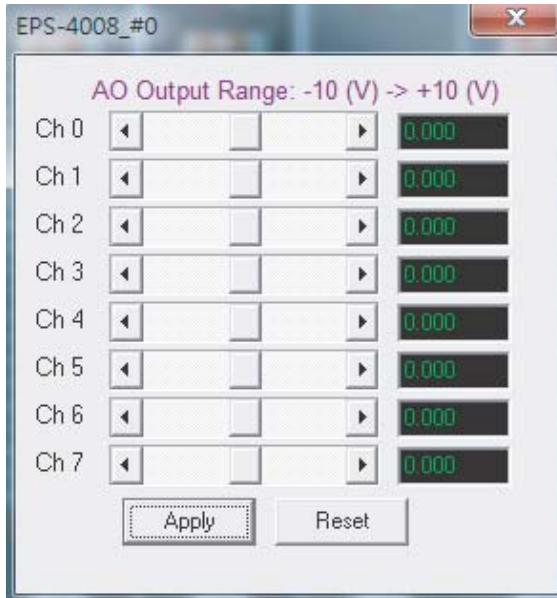 EPS-4008_#0
AO Output Range: -10 (V) -> +10 (V)
Ch 0 0.000
Ch 1 0.000
Ch 2 0.000
Ch 3 0.000
Ch 4 0.000
Ch 5 0.000
Ch 6 0.000
Ch 7 0.000
Apply Reset